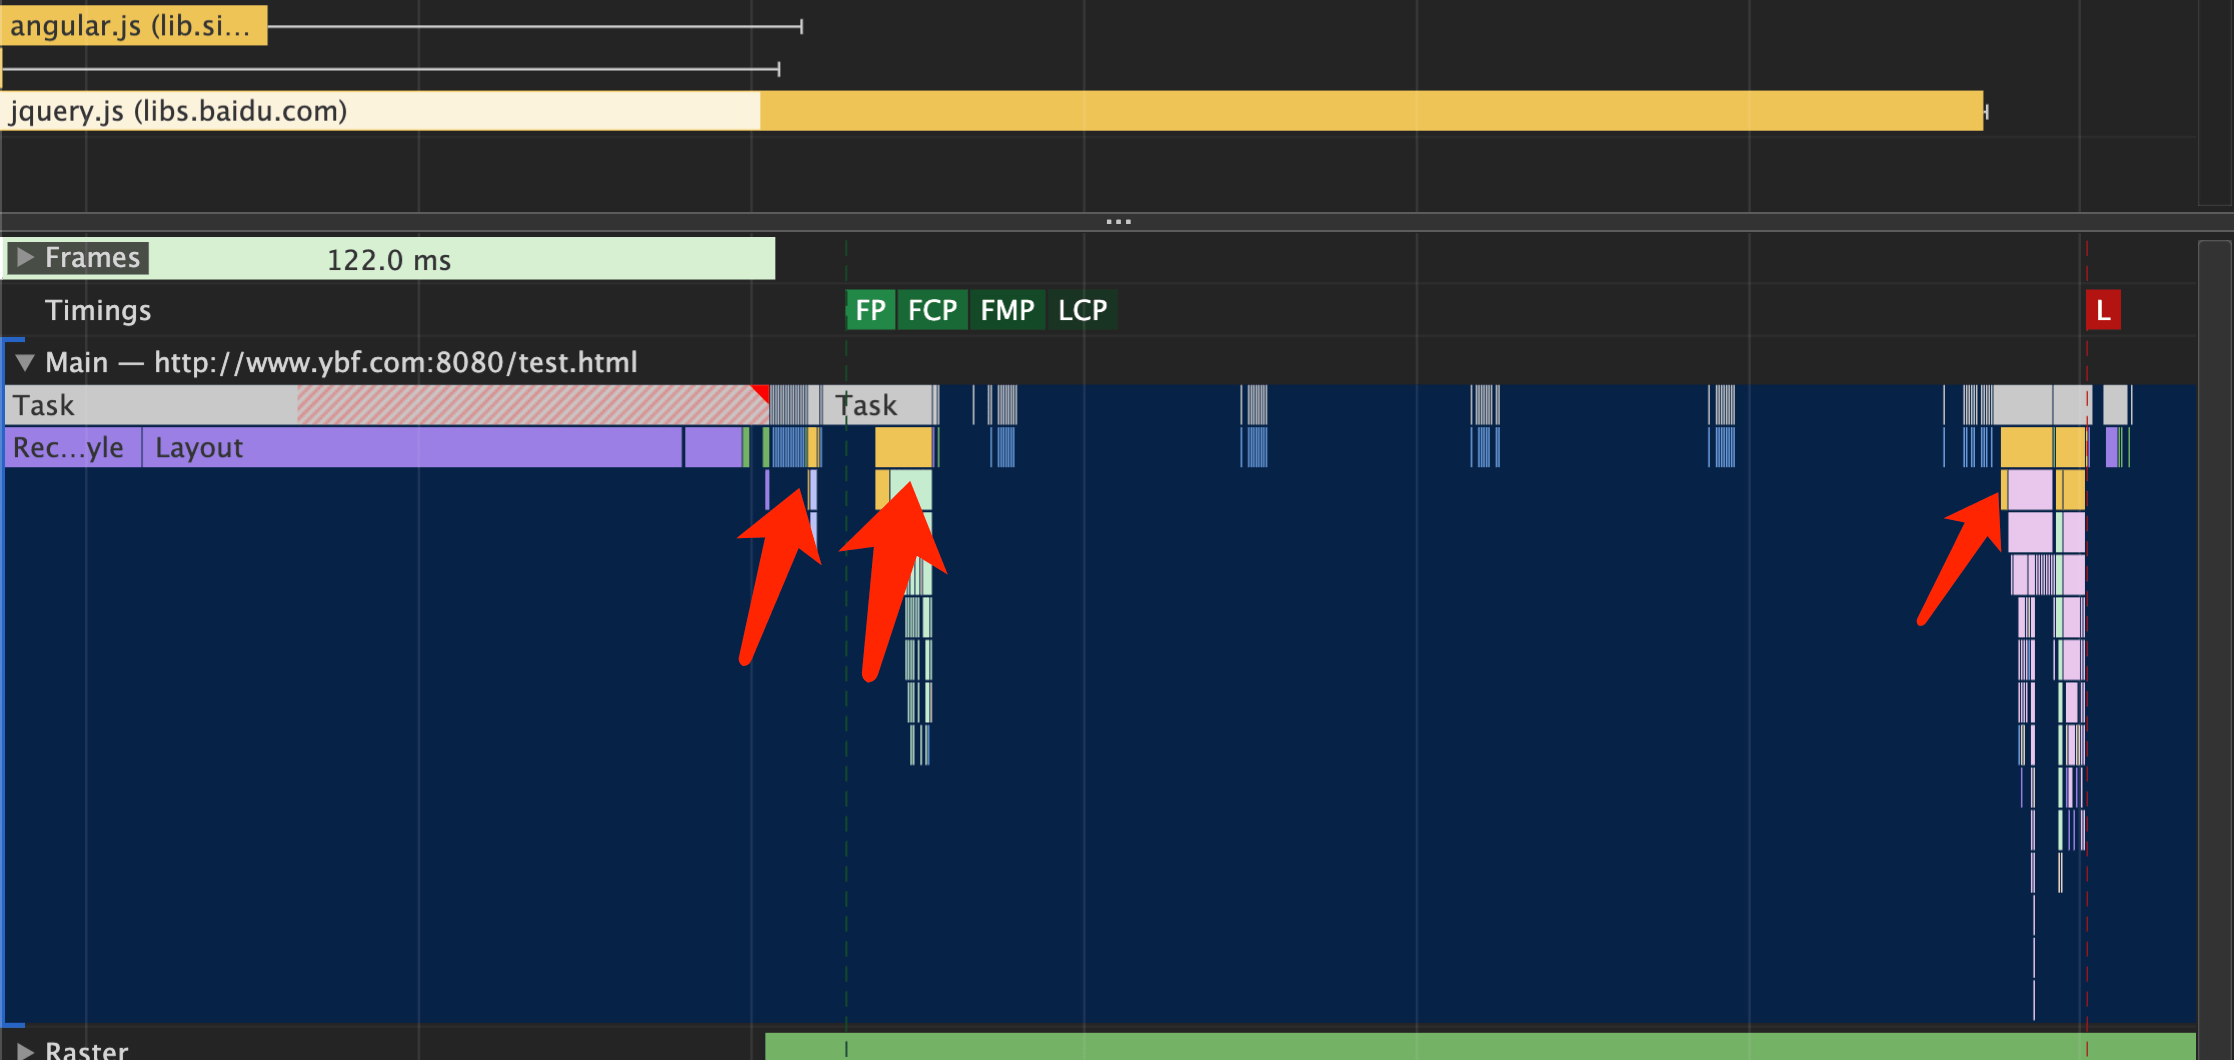 angular.js (lib.si...
jquery.js (libs.baidu.com)
...
Frames 122.0 ms
Timings FP FCP FMP LCP L
Main — http://www.ybf.com:8080/test.html
Task Task
Rec...yle Layout
Raster